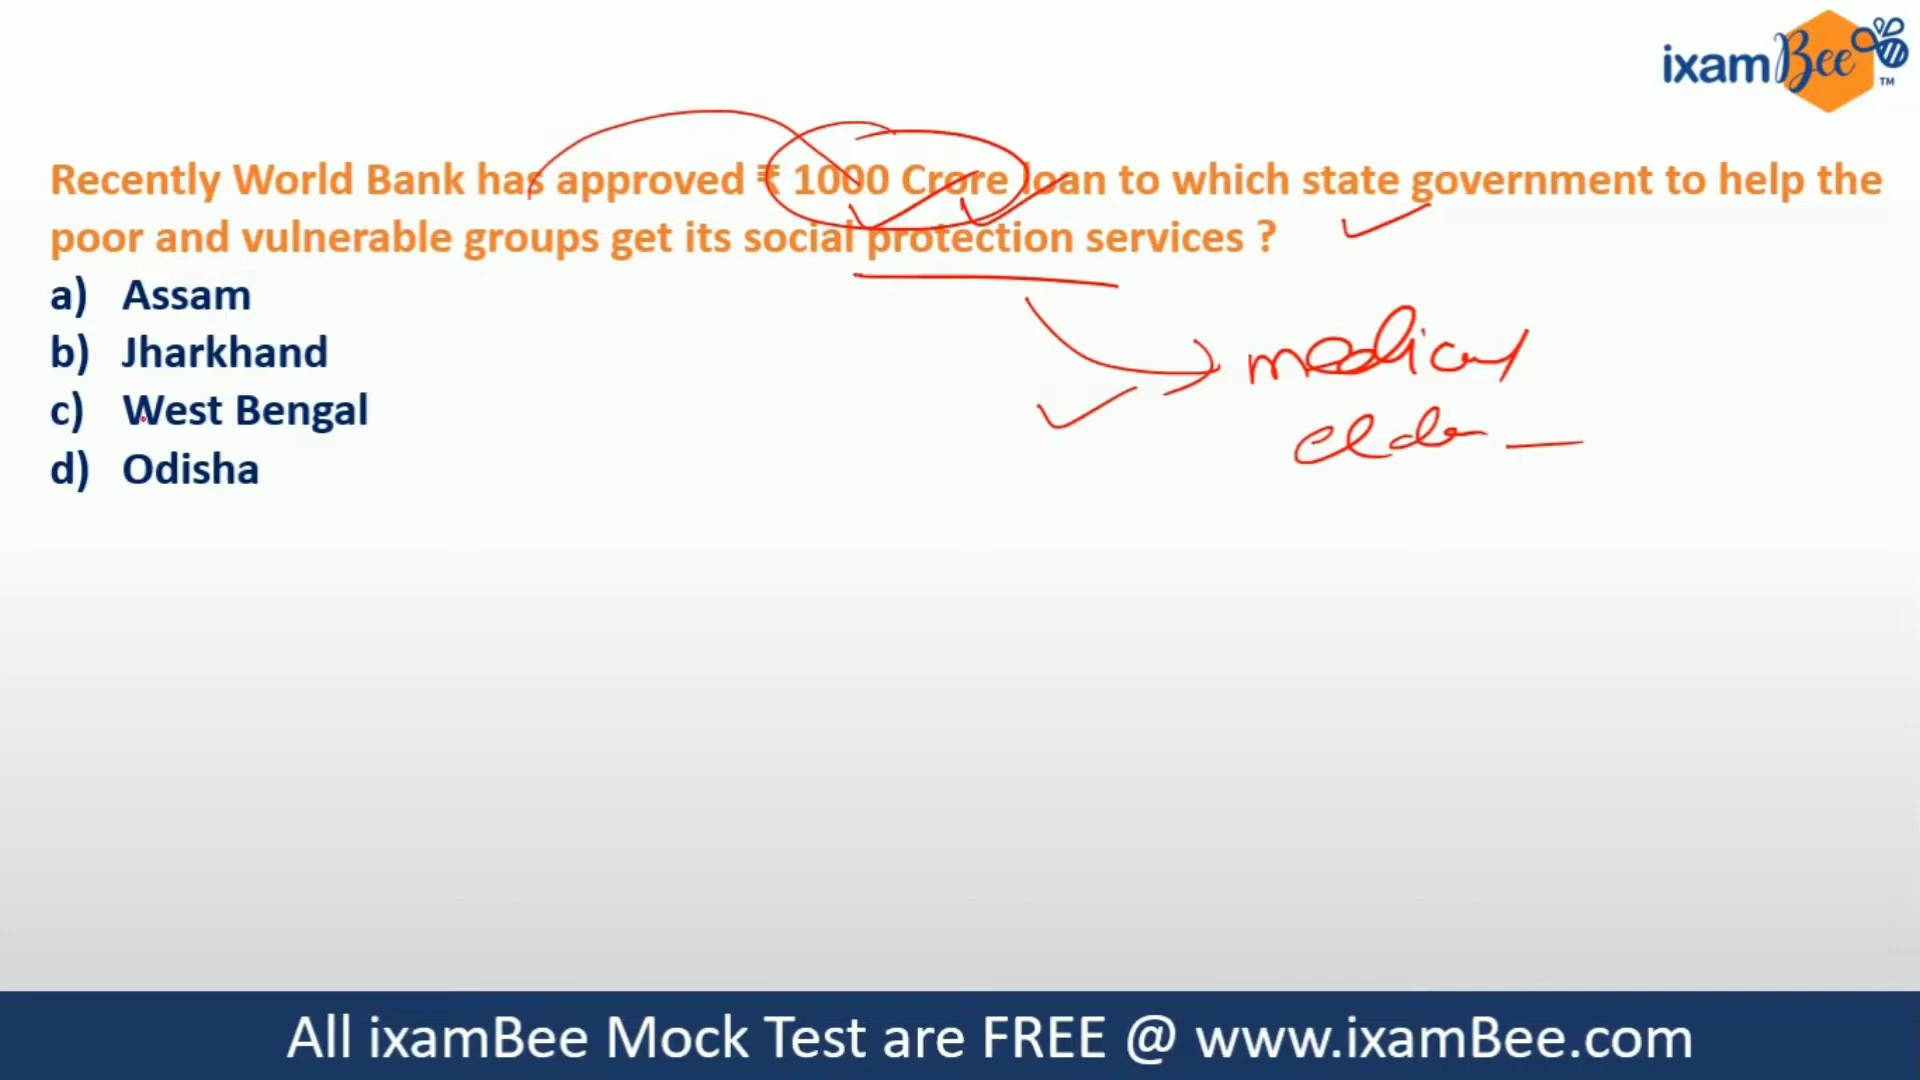 ixamBee™
Recently World Bank has approved ₹ 1000 Crore loan to which state government to help the
poor and vulnerable groups get its social protection services ?
a) Assam
b) Jharkhand
c) West Bengal
d) Odisha
medical
All ixamBee Mock Test are FREE @ www.ixamBee.com